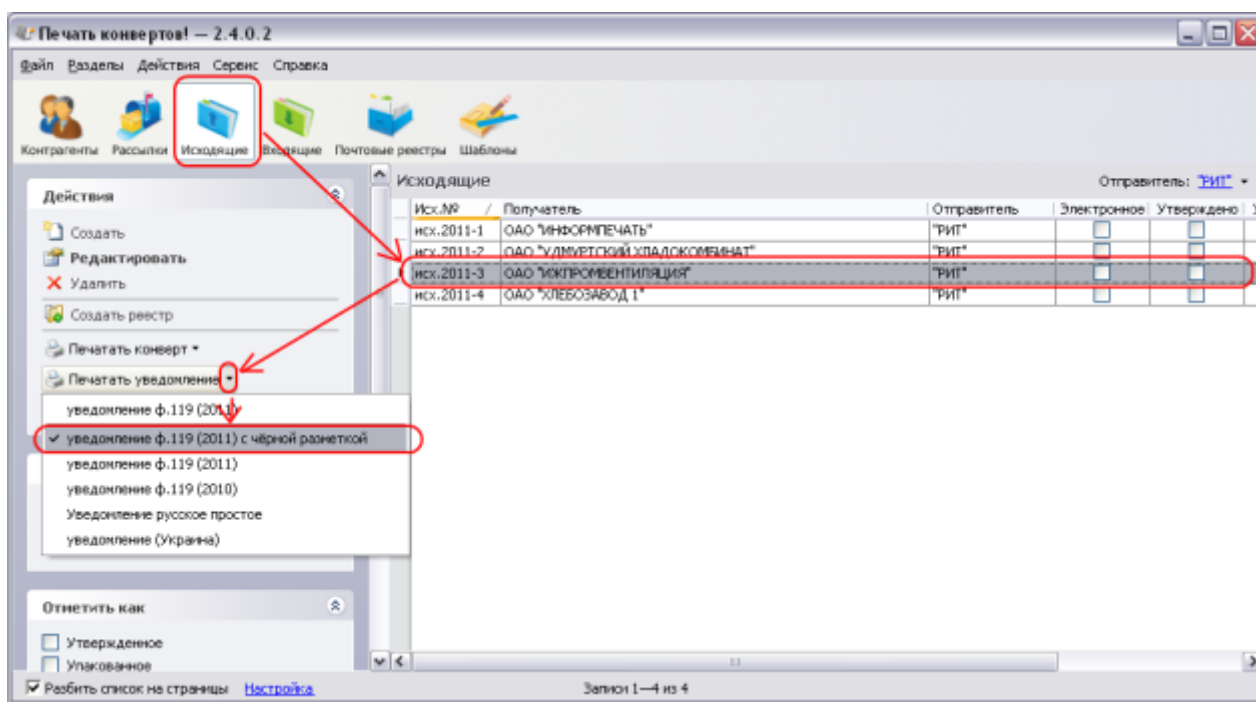 Печать конвертов! — 2.4.0.2
Файл Разделы Действия Сервис Справка
Контрагенты Рассылки Исходящие Входящие Почтовые реестры Шаблоны
Действия
Создать
Редактировать
Удалить
Создать реестр
Печатать конверт
Печатать уведомление
уведомление ф.119 (2011)
уведомление ф.119 (2011) с чёрной разметкой
уведомление ф.119 (2011)
уведомление ф.119 (2010)
Уведомление русское простое
уведомление (Украина)
Отметить как
Утвержденное
Упакованное
Исходящие Отправитель: "РИТ"
Исх.№ / Получатель Отправитель Электронное Утверждено
исх.2011-1 ОАО "ИНФОРМПЕЧАТЬ" "РИТ"
исх.2011-2 ОАО "УДМУРТСКИЙ ХЛАДОКОМБИНАТ" "РИТ"
исх.2011-3 ОАО "ИЖПРОМВЕНТИЛЯЦИЯ" "РИТ"
исх.2011-4 ОАО "ХЛЕБОЗАВОД 1" "РИТ"
Разбить список на страницы Настройка Записи 1—4 из 4